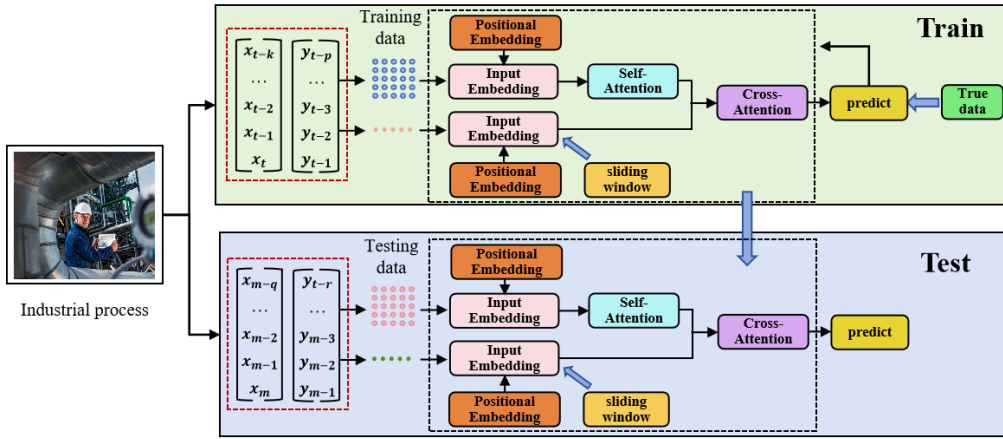 Train
Training
data
x_{t-k}
...
x_{t-2}
x_{t-1}
x_t
y_{t-p}
...
y_{t-3}
y_{t-2}
y_{t-1}
Positional
Embedding
Input
Embedding
Self-
Attention
Input
Embedding
Positional
Embedding
sliding
window
Cross-
Attention
predict
True
data
Industrial process
Test
Testing
data
x_{m-q}
...
x_{m-2}
x_{m-1}
x_m
y_{t-r}
...
y_{m-3}
y_{m-2}
y_{m-1}
Positional
Embedding
Input
Embedding
Self-
Attention
Input
Embedding
Positional
Embedding
sliding
window
Cross-
Attention
predict